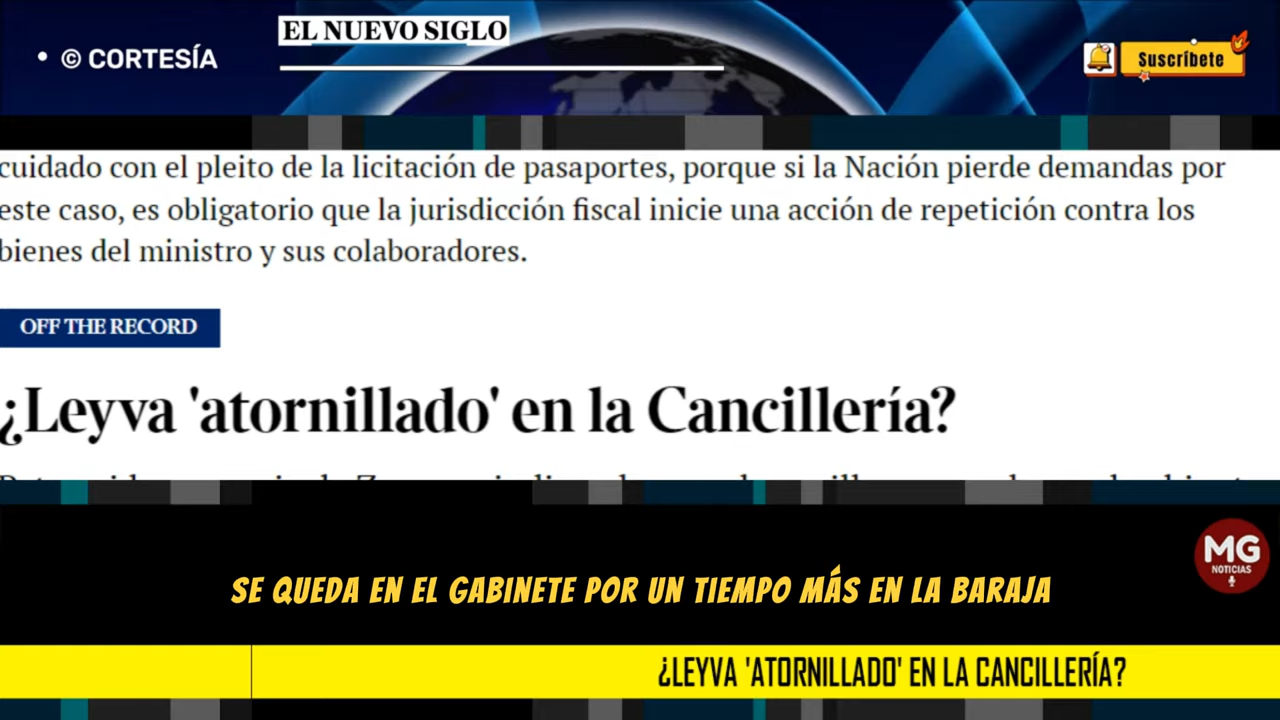 EL NUEVO SIGLO
• © CORTESÍA
Suscríbete
cuidado con el pleito de la licitación de pasaportes, porque si la Nación pierde demandas por
este caso, es obligatorio que la jurisdicción fiscal inicie una acción de repetición contra los
bienes del ministro y sus colaboradores.
OFF THE RECORD
¿Leyva 'atornillado' en la Cancillería?
MG
NOTICIAS
SE QUEDA EN EL GABINETE POR UN TIEMPO MÁS EN LA BARAJA
¿LEYVA 'ATORNILLADO' EN LA CANCILLERÍA?